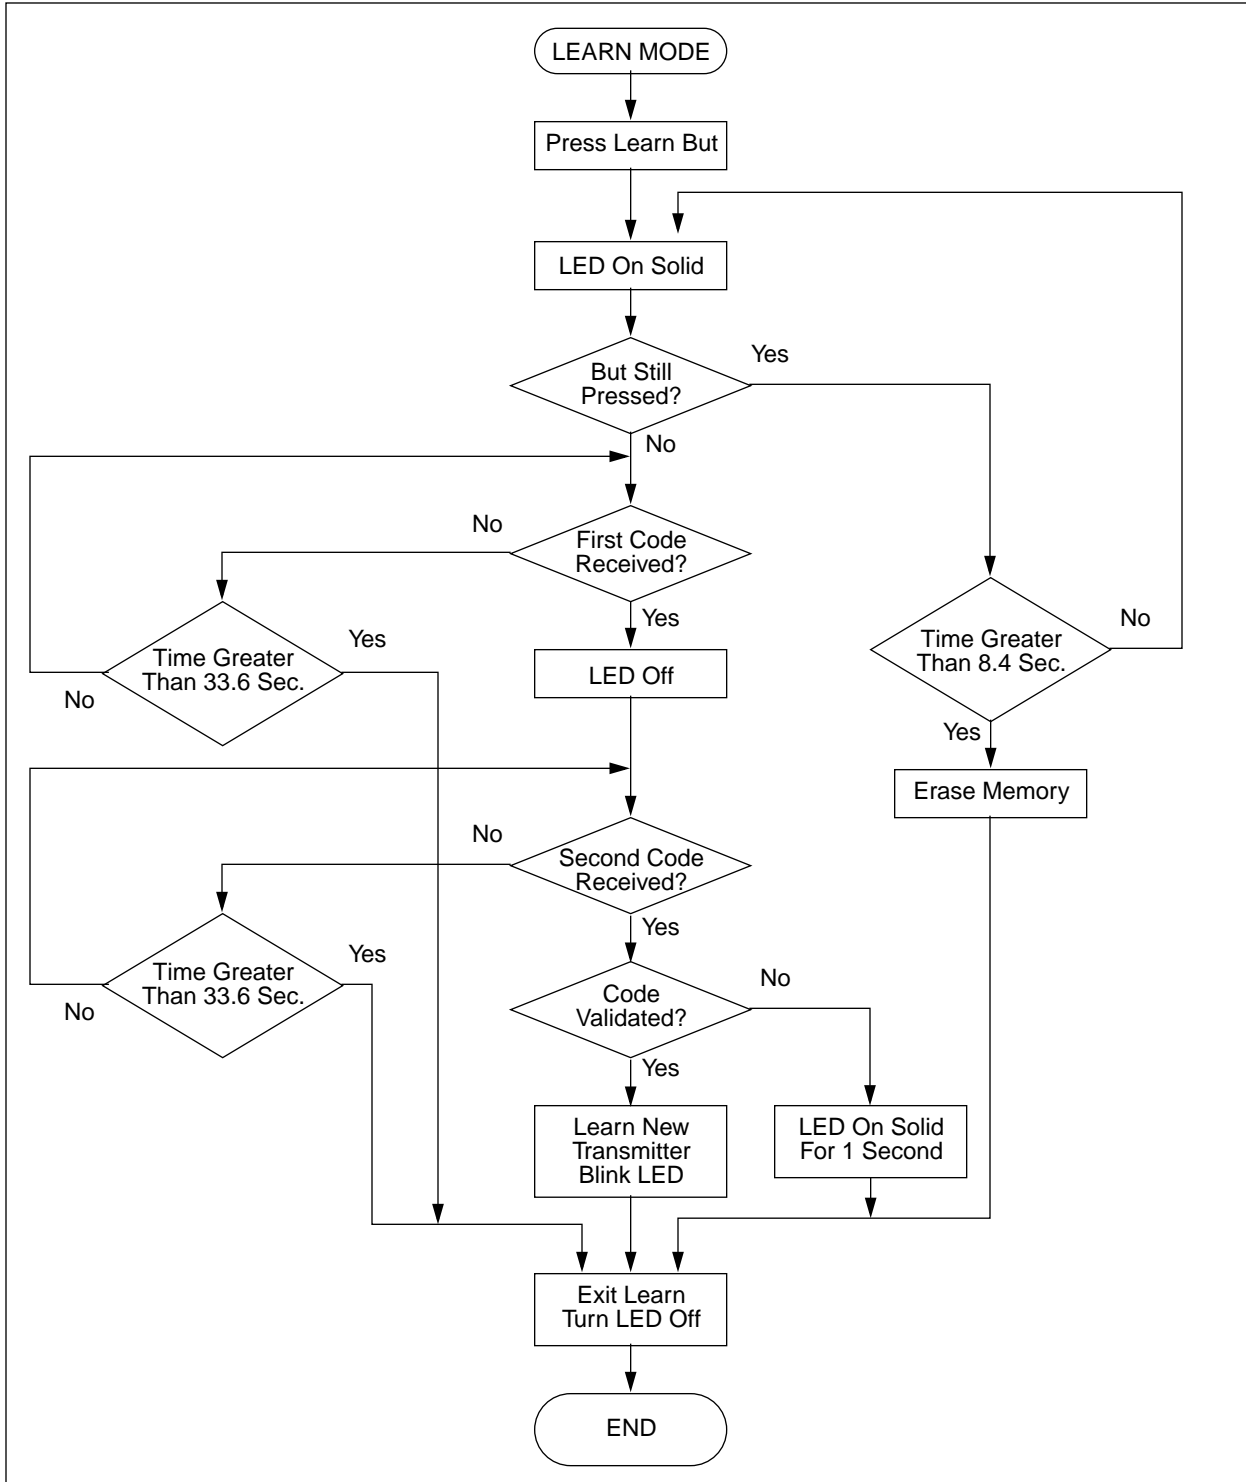 LEARN MODE
Press Learn But
LED On Solid
But Still
Pressed?
Yes
No
First Code
Received?
No
Yes
Time Greater
Than 33.6 Sec.
Yes
No
LED Off
Time Greater
Than 8.4 Sec.
No
Yes
Erase Memory
Second Code
Received?
No
Yes
Time Greater
Than 33.6 Sec.
Yes
No
Code
Validated?
No
Yes
Learn New
Transmitter
Blink LED
LED On Solid
For 1 Second
Exit Learn
Turn LED Off
END